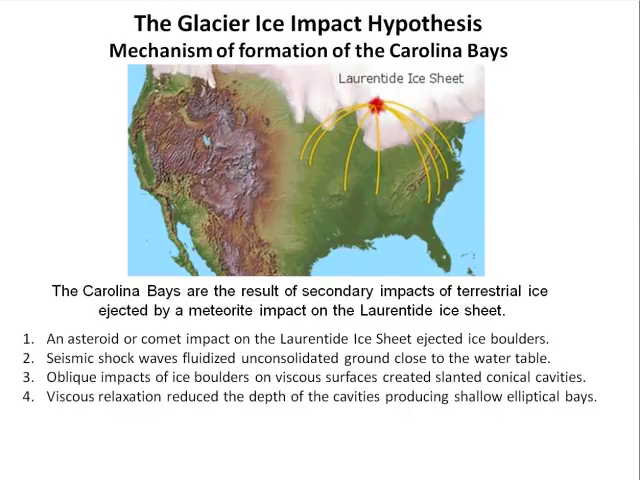 The Glacier Ice Impact Hypothesis
Mechanism of formation of the Carolina Bays
Laurentide Ice Sheet
The Carolina Bays are the result of secondary impacts of terrestrial ice
ejected by a meteorite impact on the Laurentide ice sheet.
1. An asteroid or comet impact on the Laurentide Ice Sheet ejected ice boulders.
2. Seismic shock waves fluidized unconsolidated ground close to the water table.
3. Oblique impacts of ice boulders on viscous surfaces created slanted conical cavities.
4. Viscous relaxation reduced the depth of the cavities producing shallow elliptical bays.